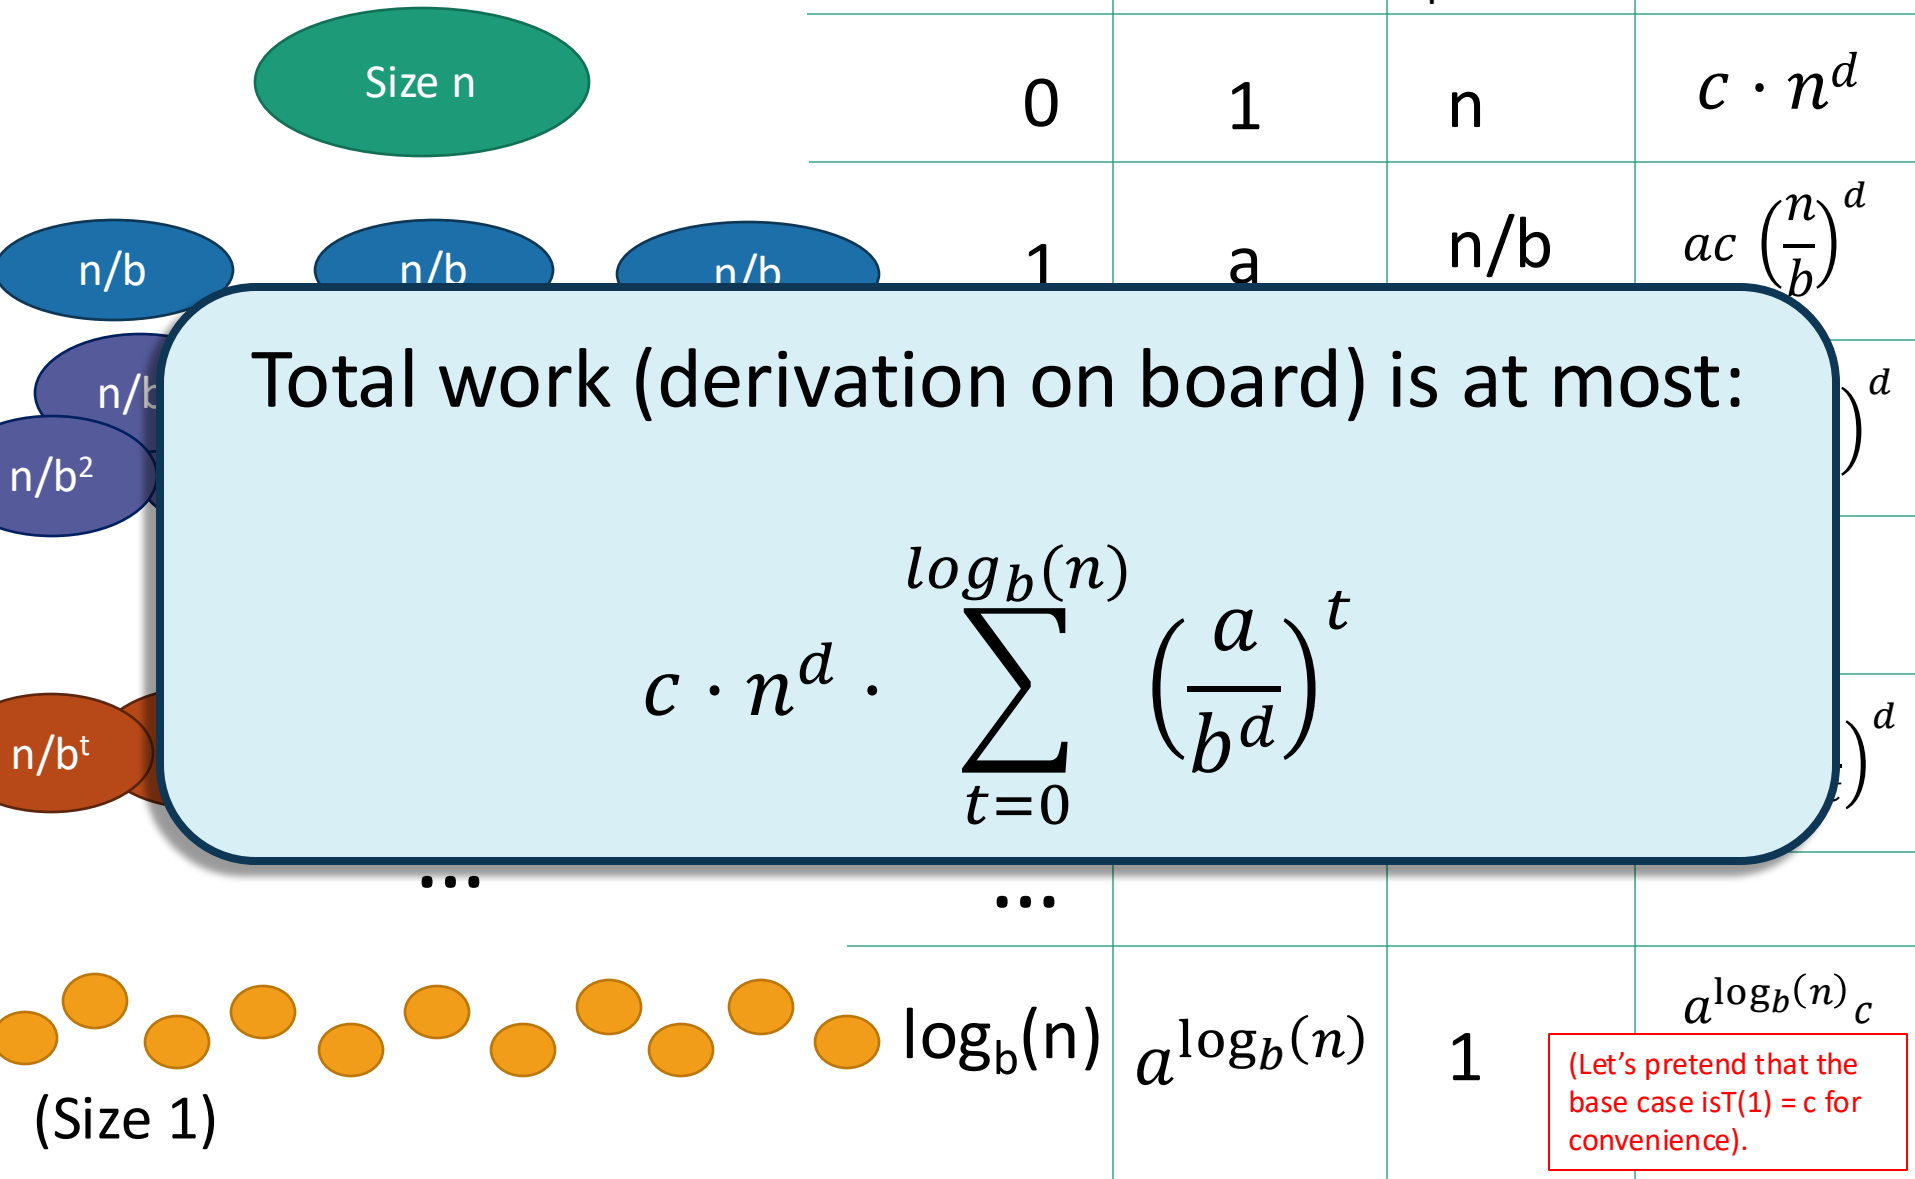 Size n
0 1 n c · n^d
n/b n/b n/b 1 a n/b ac (n/b)^d
Total work (derivation on board) is at most:
n/b
)^d
n/b²
c · n^d · ∑_{t=0}^{log_b(n)} (a/b^d)^t
n/b^t
)^d
...
...
log_b(n) a^{log_b(n)} 1 a^{log_b(n)}c
(Size 1)
(Let's pretend that the
base case isT(1) = c for
convenience).